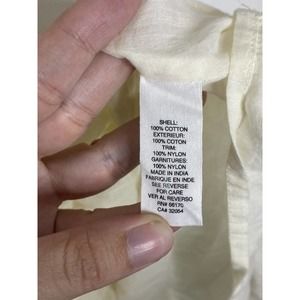 SHELL:
100% COTTON
EXTERIEUR:
100% COTON
TRIM:
100% NYLON
GARNITURES:
100% NYLON
MADE IN INDIA
FABRIQUE EN INDE
SEE REVERSE
FOR CARE
VER AL REVERSO
RN# 66170
CA# 32054